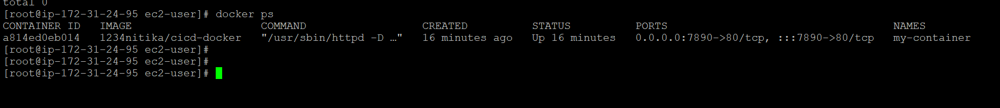 total 0
[root@ip-172-31-24-95 ec2-user]# docker ps
CONTAINER ID   IMAGE                    COMMAND                  CREATED          STATUS          PORTS                                   NAMES
a814ed0eb014   1234nitika/cicd-docker   "/usr/sbin/httpd -D …"   16 minutes ago   Up 16 minutes   0.0.0.0:7890->80/tcp, :::7890->80/tcp   my-container
[root@ip-172-31-24-95 ec2-user]#
[root@ip-172-31-24-95 ec2-user]#
[root@ip-172-31-24-95 ec2-user]#